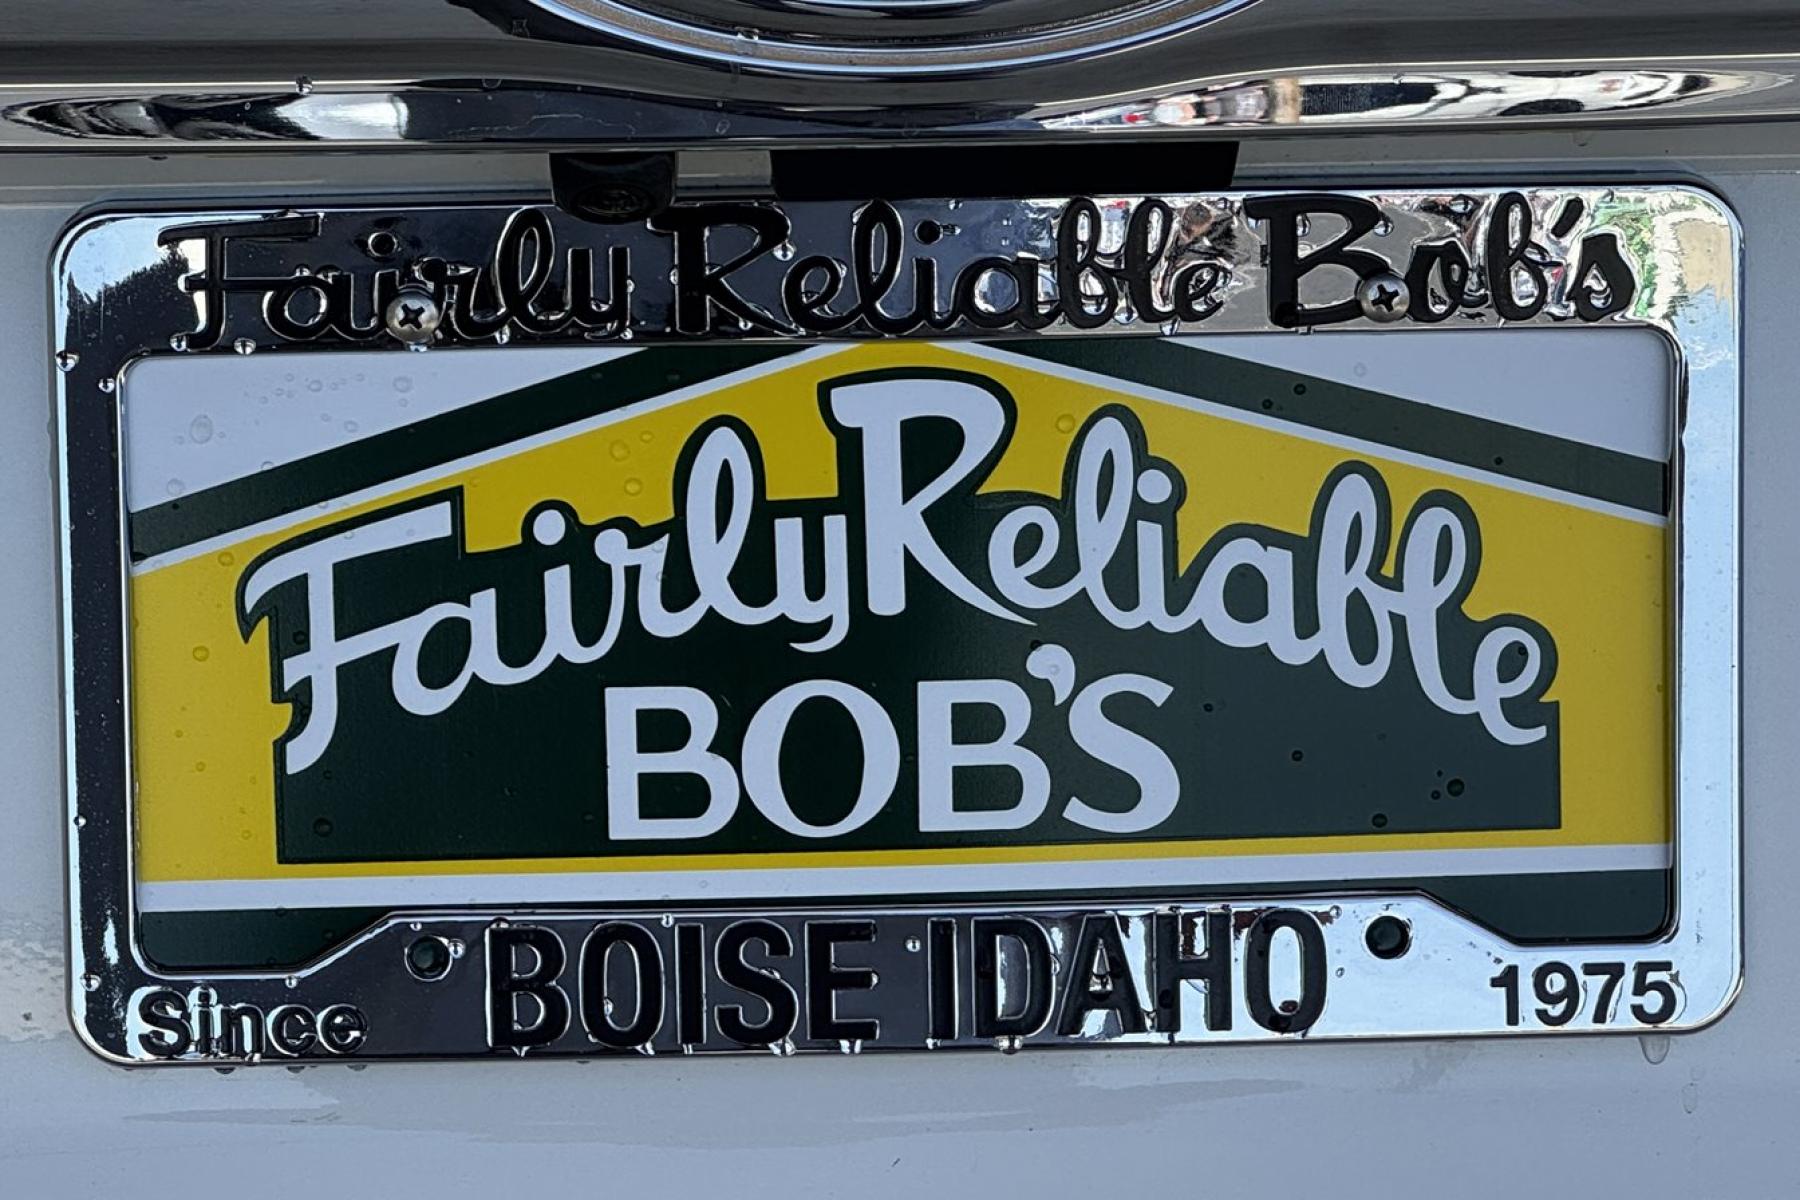 Fairly Reliable Bob's
Fairly Reliable
BOB'S
BOISE IDAHO
Since 1975